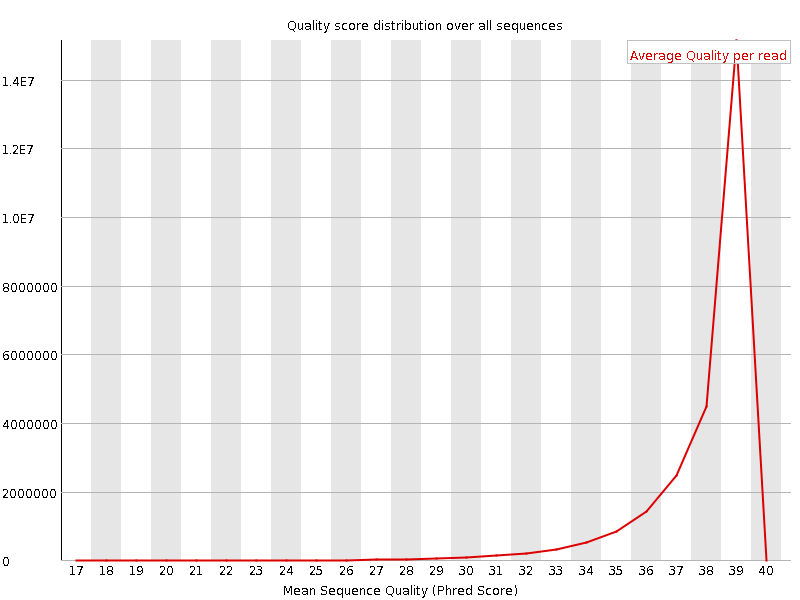 Quality score distribution over all sequences
Average Quality per read
1.4E7
1.2E7
1.0E7
8000000
6000000
4000000
2000000
0
17 18 19 20 21 22 23 24 25 26 27 28 29 30 31 32 33 34 35 36 37 38 39 40
Mean Sequence Quality (Phred Score)